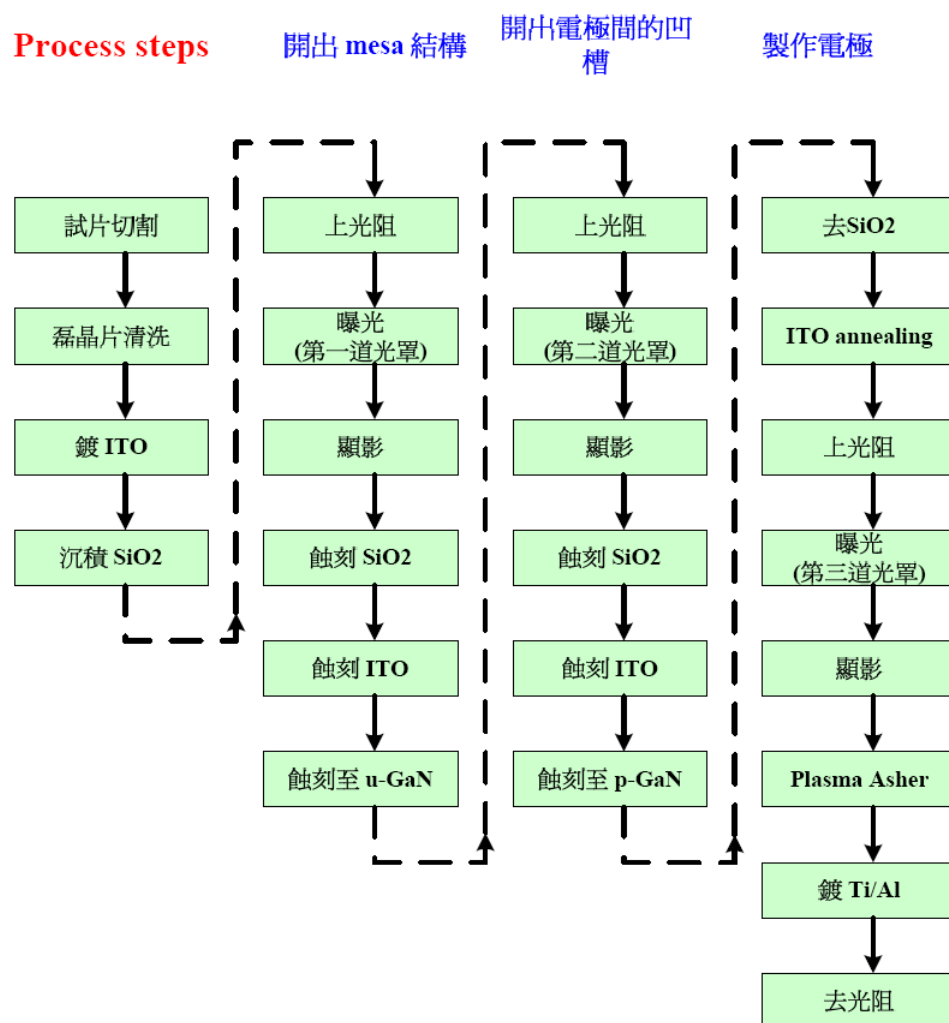 Process steps
開出 mesa 結構
開出電極間的凹
槽
製作電極
試片切割
磊晶片清洗
鍍 ITO
沉積 SiO2
上光阻
曝光
(第一道光罩)
顯影
蝕刻 SiO2
蝕刻 ITO
蝕刻至 u-GaN
上光阻
曝光
(第二道光罩)
顯影
蝕刻 SiO2
蝕刻 ITO
蝕刻至 p-GaN
去SiO2
ITO annealing
上光阻
曝光
(第三道光罩)
顯影
Plasma Asher
鍍 Ti/Al
去光阻